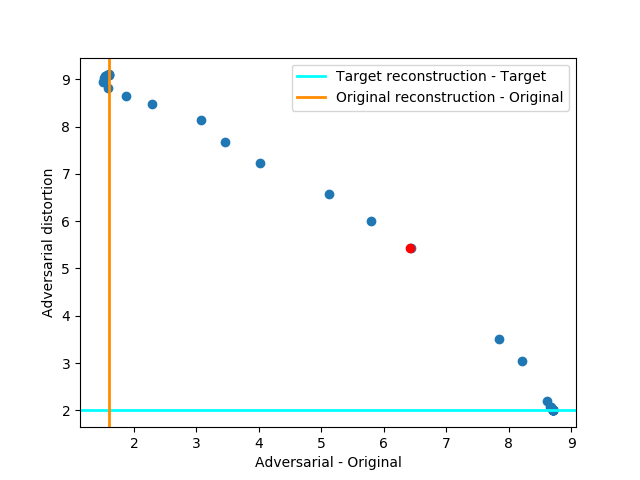 Target reconstruction - Target
Original reconstruction - Original
Adversarial distortion
9
8
7
6
5
4
3
2
2 3 4 5 6 7 8 9
Adversarial - Original